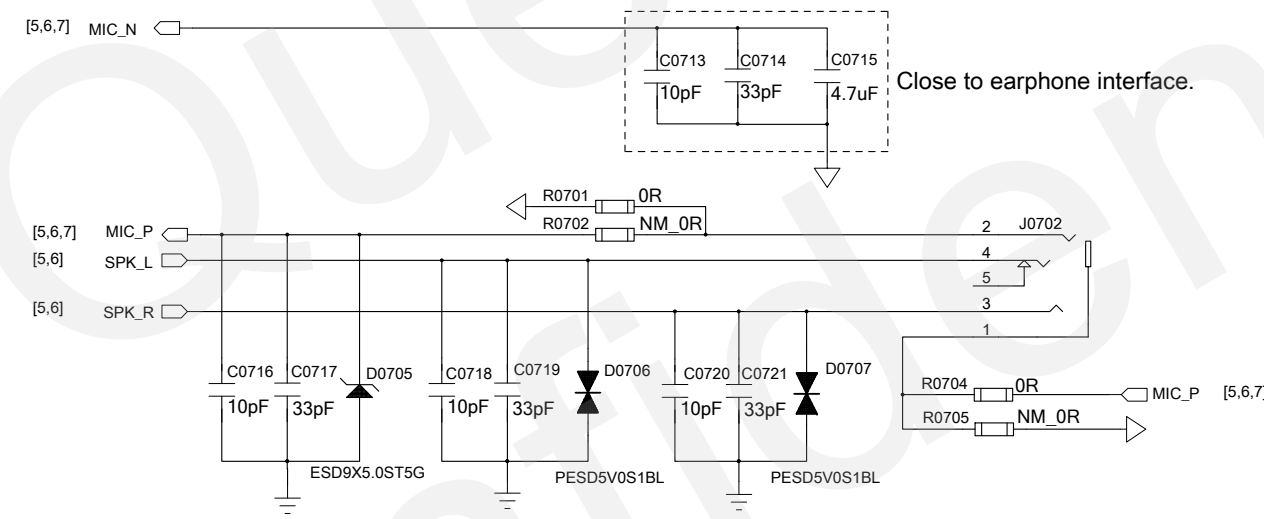 [5,6,7] MIC_N
C0713 C0714 C0715
10pF 33pF 4.7uF
Close to earphone interface.
R0701 0R
R0702 NM_0R
[5,6,7] MIC_P
[5,6] SPK_L
[5,6] SPK_R
2 J0702
4
5
3
1
C0716 C0717 D0705 C0718 C0719 D0706 C0720 C0721 D0707
10pF 33pF 10pF 33pF 10pF 33pF
ESD9X5.0ST5G PESD5V0S1BL PESD5V0S1BL
R0704 0R MIC_P [5,6,7]
R0705 NM_0R